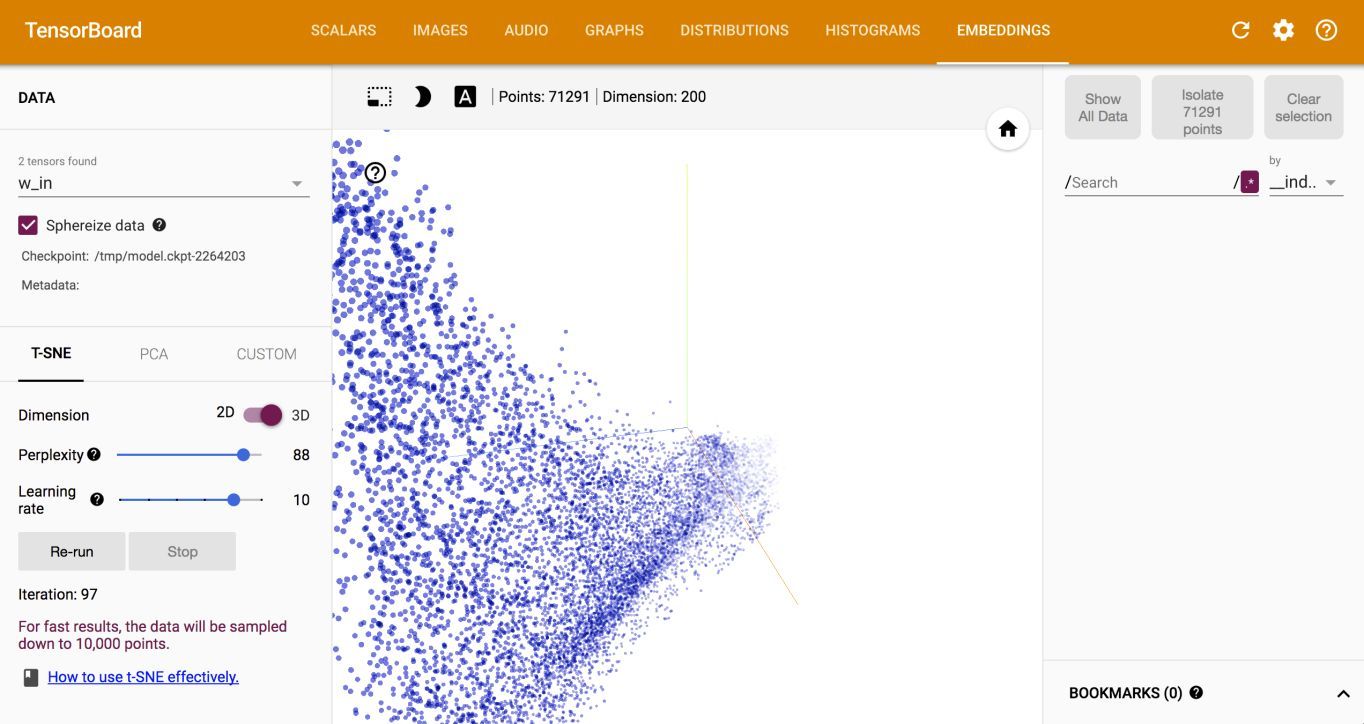 TensorBoard
SCALARS
IMAGES
AUDIO
GRAPHS
DISTRIBUTIONS
HISTOGRAMS
EMBEDDINGS
DATA
2 tensors found
w_in
Sphereize data
Checkpoint: /tmp/model.ckpt-2264203
Metadata:
T-SNE
PCA
CUSTOM
Dimension
2D
3D
Perplexity
88
Learning
rate
10
Re-run
Stop
Iteration: 97
For fast results, the data will be sampled
down to 10,000 points.
How to use t-SNE effectively.
A
Points: 71291
Dimension: 200
Show
All Data
Isolate
71291
points
Clear
selection
/Search
/.*
by
__ind..
BOOKMARKS (0)